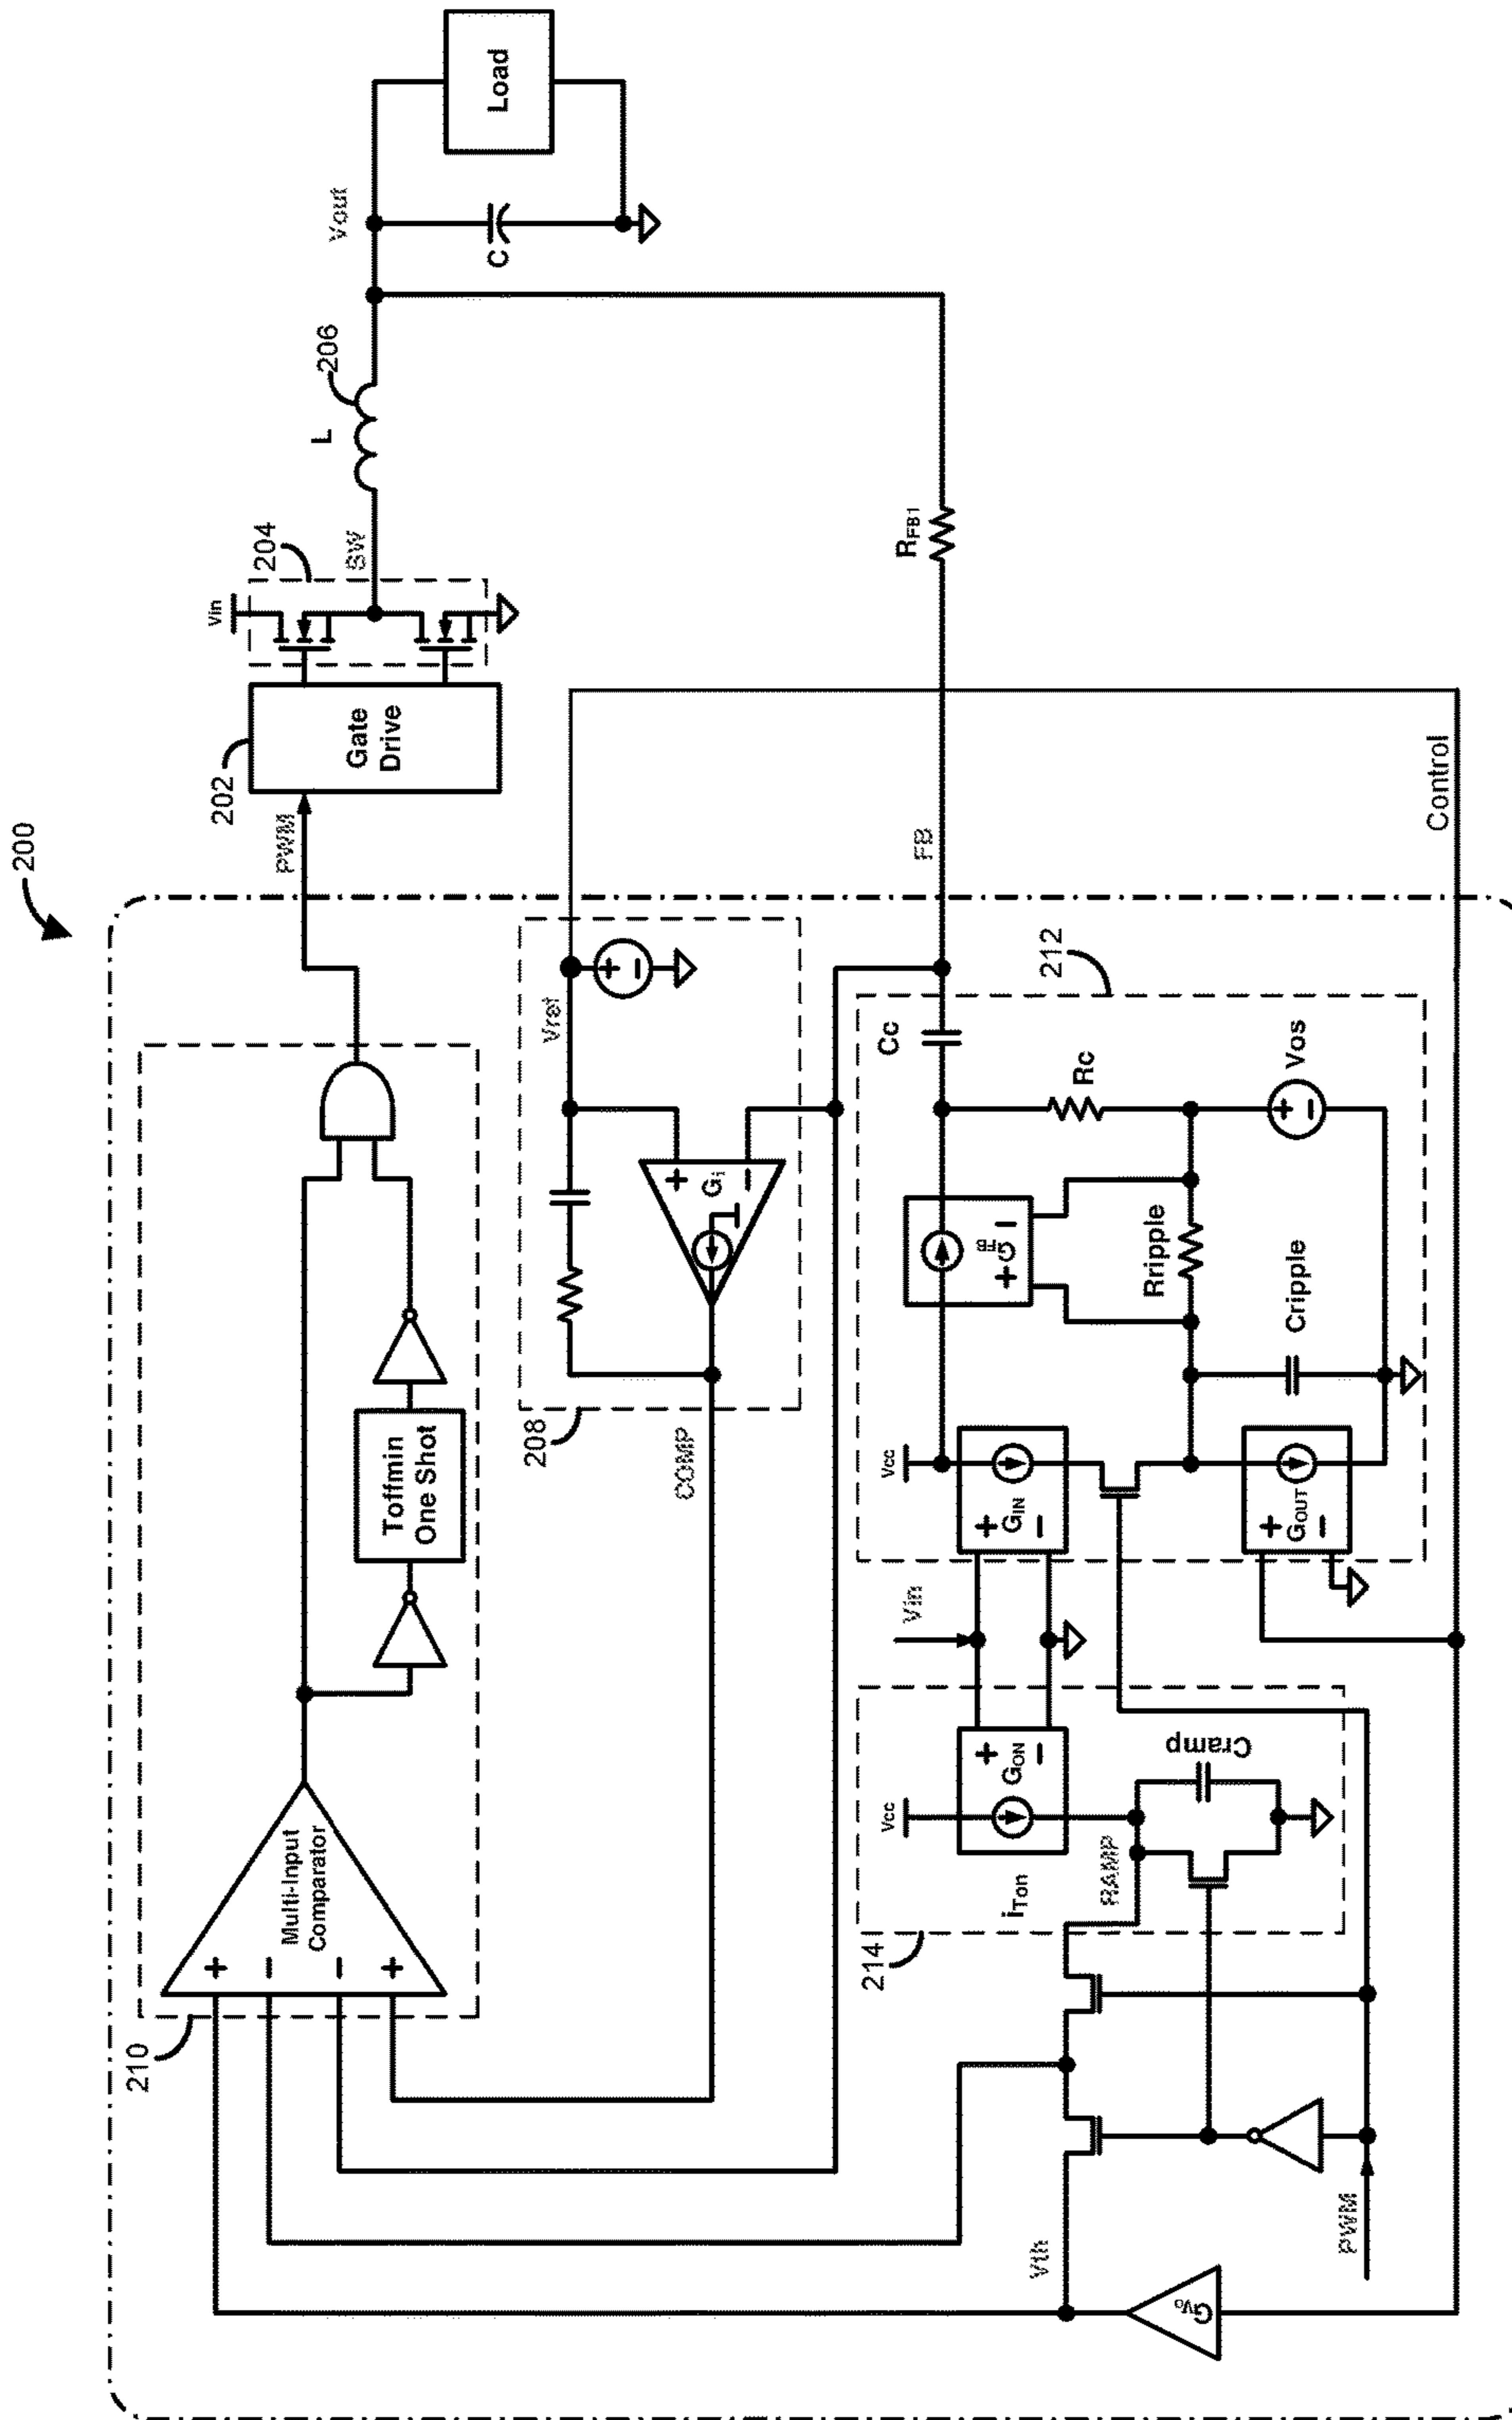 200
202
Gate
Drive
204
Vin
SW
L
206
Vout
C
Load
PWM
210
Multi-Input
Comparator
+
−
−
+
Toffmin
One Shot
208
COMP
Vref
+
−
Gi
+
−
FB
RFB1
Control
212
Cc
Rc
Vos
+
−
GFB
+
−
Rripple
Cripple
Vcc
GIN
+
−
GOUT
+
−
Vin
214
Vcc
GON
+
−
iTon
RAMP
Cramp
Vth
GVo
PWM